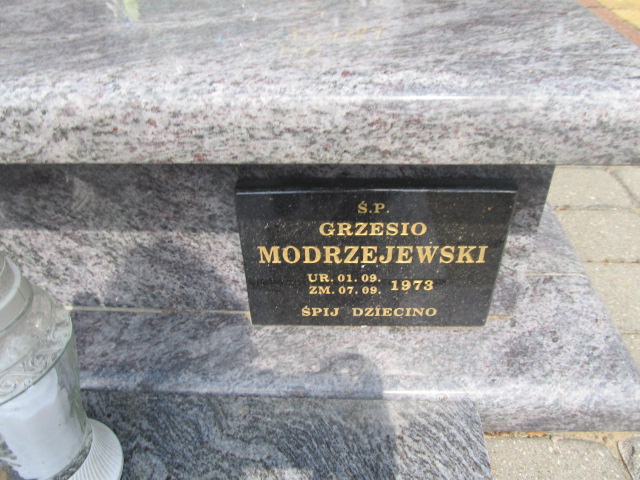 Ś.P.
GRZESIO
MODRZEJEWSKI
UR. 01.09.
ZM. 07.09. 1973
ŚPIJ DZIECINO